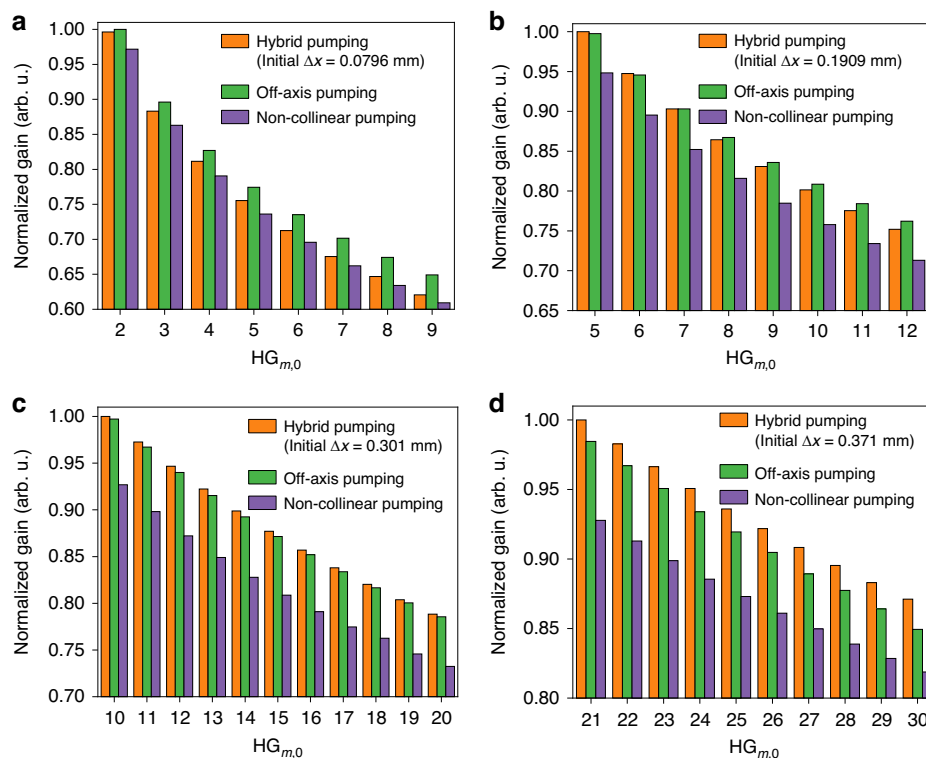 a
Normalized gain (arb. u.)
1.00
0.95
0.90
0.85
0.80
0.75
0.70
0.65
0.60
Hybrid pumping
(Initial Δx = 0.0796 mm)
Off-axis pumping
Non-collinear pumping
2 3 4 5 6 7 8 9
HGm,0
b
Normalized gain (arb. u.)
1.00
0.95
0.90
0.85
0.80
0.75
0.70
0.65
Hybrid pumping
(Initial Δx = 0.1909 mm)
Off-axis pumping
Non-collinear pumping
5 6 7 8 9 10 11 12
HGm,0
c
Normalized gain (arb. u.)
1.00
0.95
0.90
0.85
0.80
0.75
0.70
Hybrid pumping
(Initial Δx = 0.301 mm)
Off-axis pumping
Non-collinear pumping
10 11 12 13 14 15 16 17 18 19 20
HGm,0
d
Normalized gain (arb. u.)
1.00
0.95
0.90
0.85
0.80
Hybrid pumping
(Initial Δx = 0.371 mm)
Off-axis pumping
Non-collinear pumping
21 22 23 24 25 26 27 28 29 30
HGm,0